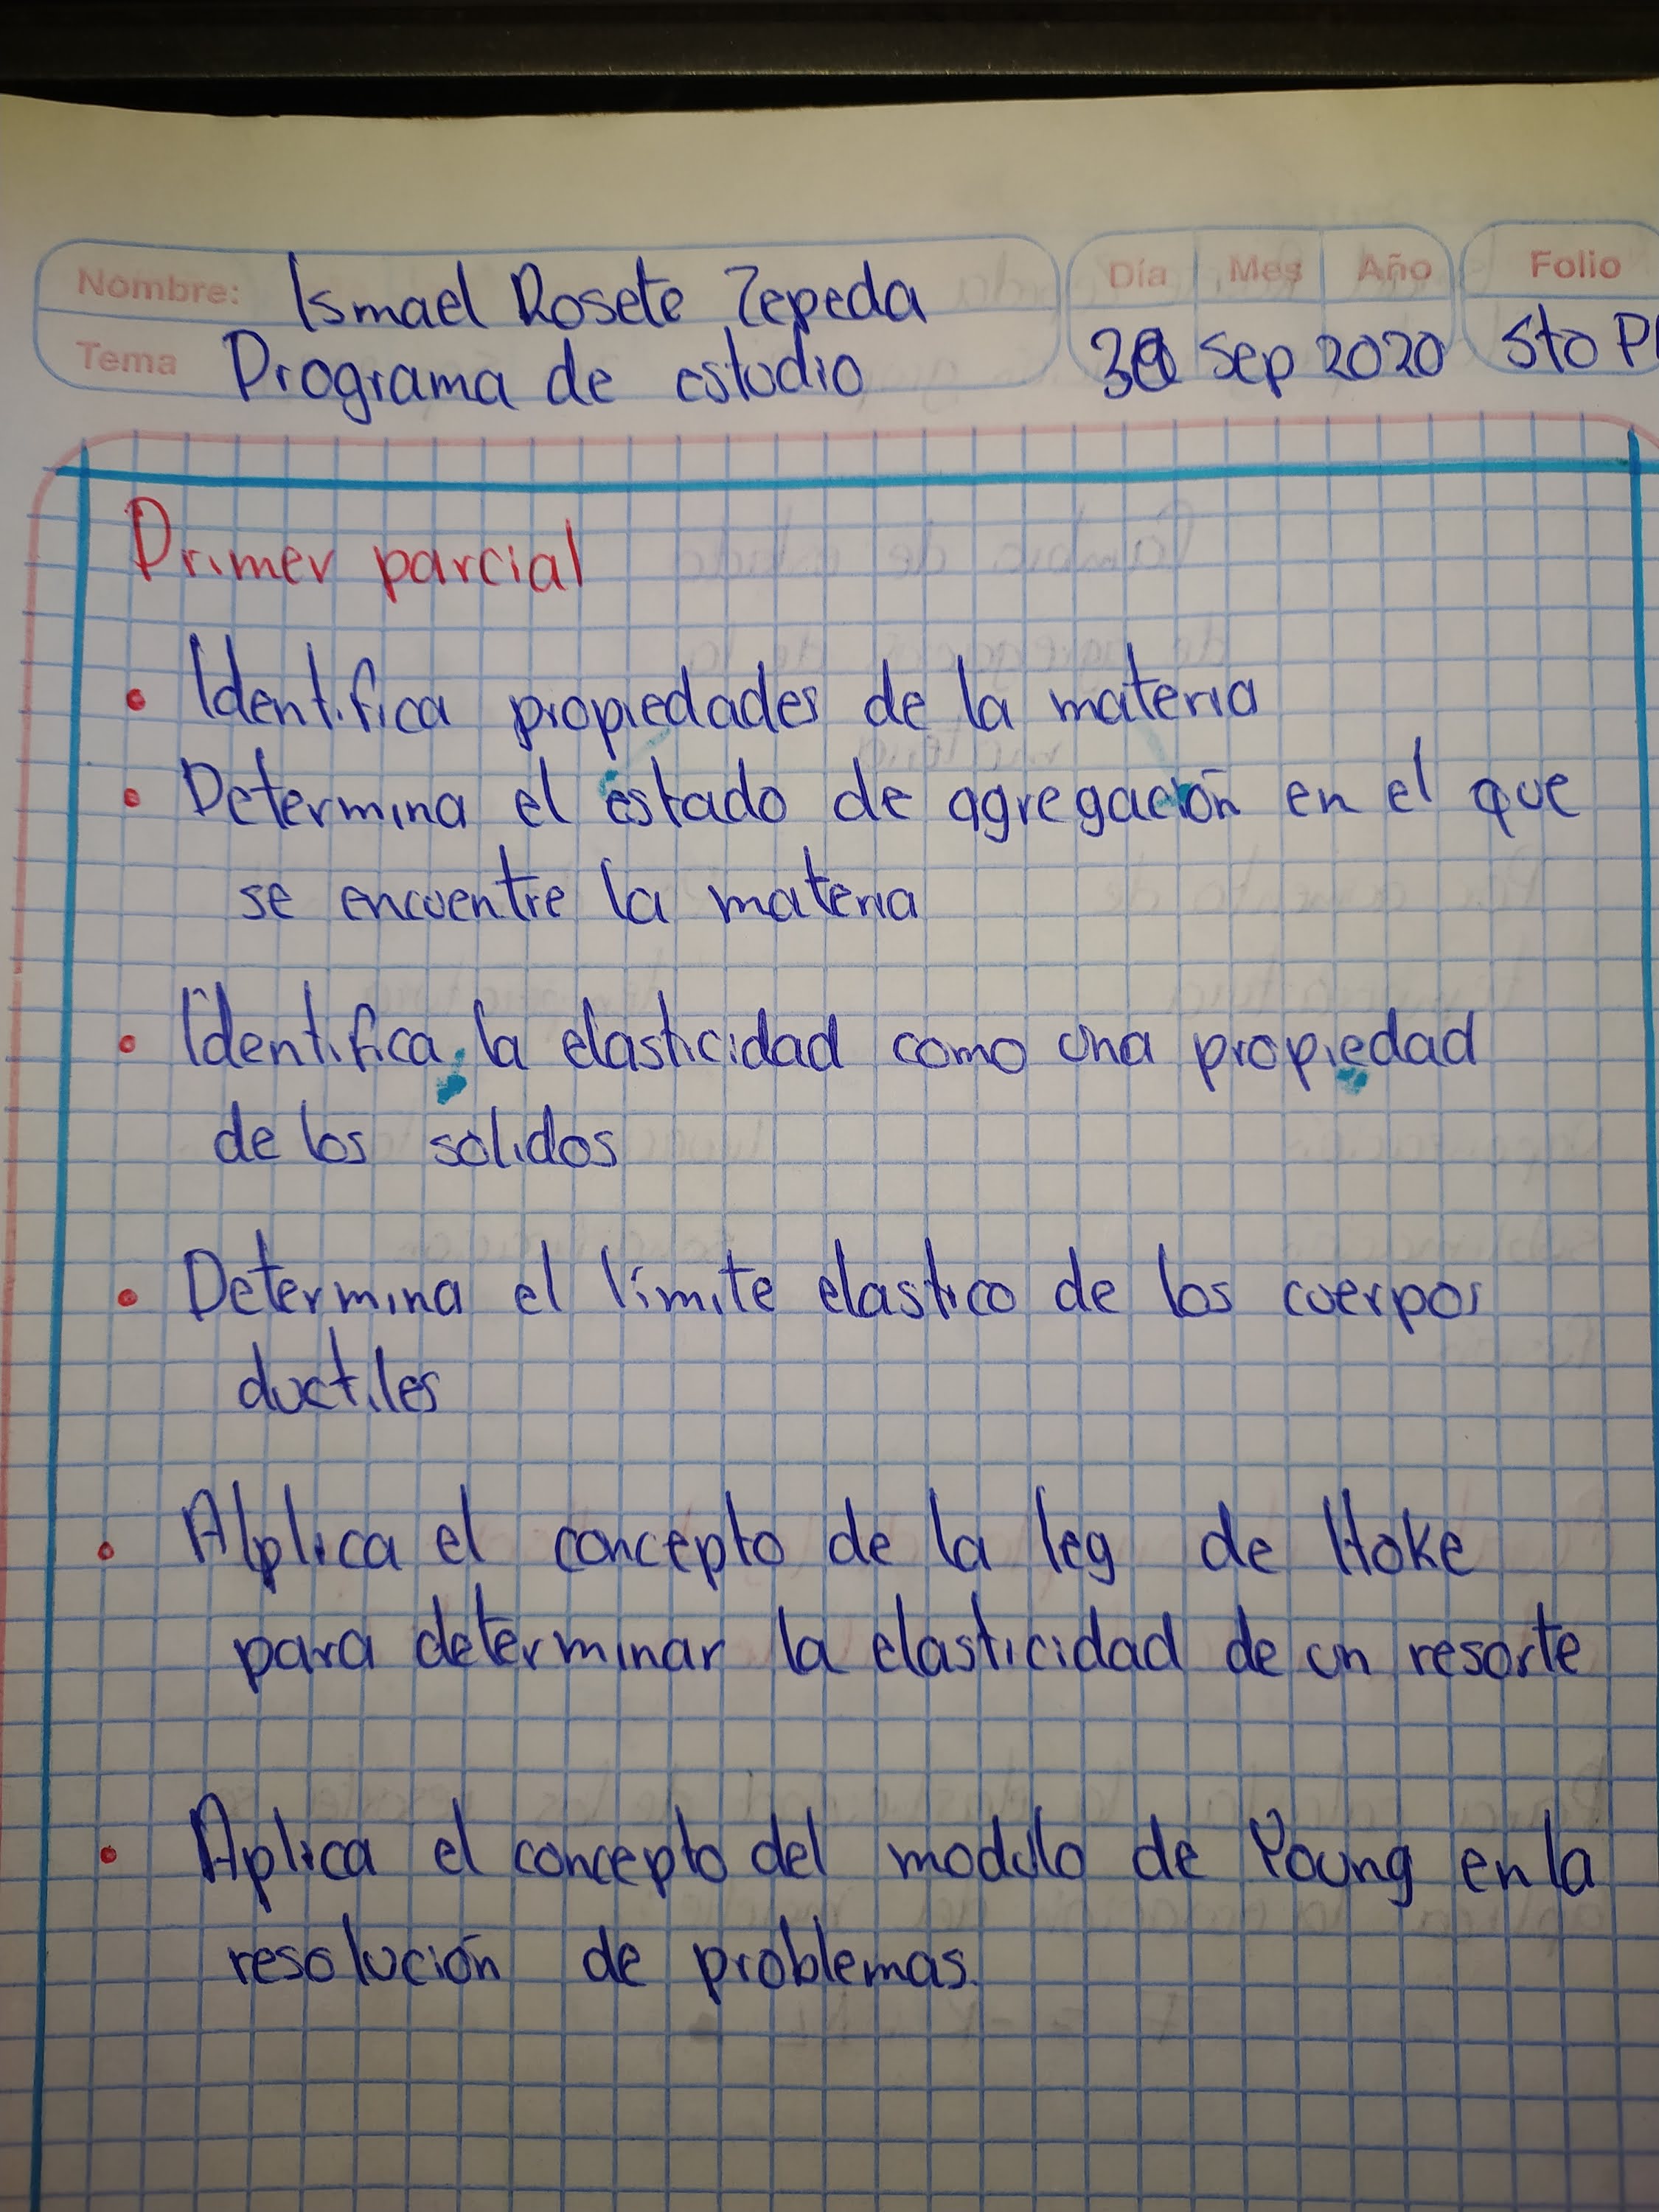 Nombre: Ismael Rosete Zepeda
Día Mes Año Folio
Tema Programa de estudio
Sep 2020 5to
Primer parcial
• Identifica propiedades de la materia
• Determina el estado de agregación en el que
se encuentre la materia
• Identifica la elasticidad como una propiedad
de los sólidos
• Determina el límite elastico de los cuerpos
ductiles
• Aplica el concepto de la ley de Hoke
para determinar la elasticidad de un resorte
• Aplica el concepto del modulo de Young en la
resolución de problemas.